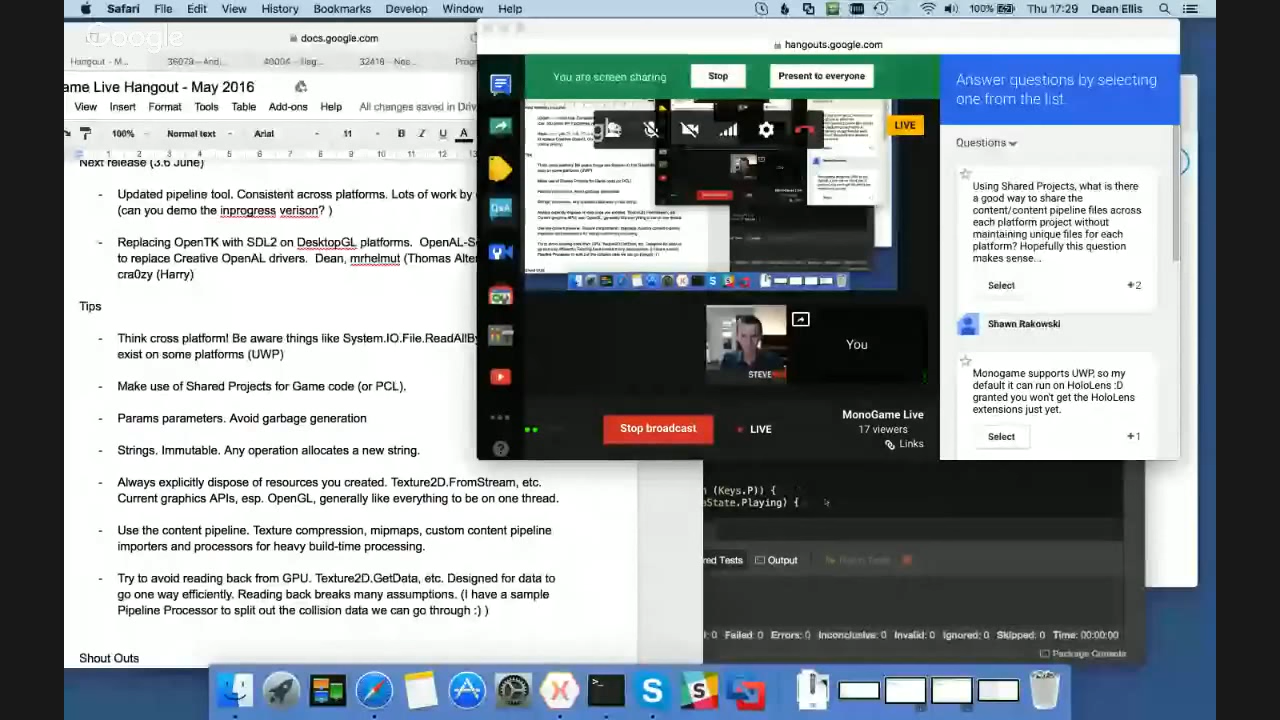 Safari File Edit View History Bookmarks Develop Window Help 100% Thu 17:29 Dean Ellis
Google
docs.google.com
Hangout - M...
ame Live Hangout - May 2016
View Insert Format Tools Table Add-ons Help All changes saved in Driv
100% Normal text Arial 11 B I U A
Next release (3.6 June)
- Updated pipeline tool. Consistent across platforms. Lots of work by
(can you demo the inprogress verison? )
- Replacing OpenTK with SDL2 on DesktopGL platforms. OpenAL-So
to replace Creative OpenAL drivers. Dean, mrhelmut (Thomas Alter
cra0zy (Harry)
Tips
- Think cross platform! Be aware things like System.IO.File.ReadAllBy
exist on some platforms (UWP)
- Make use of Shared Projects for Game code (or PCL),
- Params parameters. Avoid garbage generation
- Strings. Immutable. Any operation allocates a new string.
- Always explicitly dispose of resources you created. Texture2D.FromStream, etc.
Current graphics APIs, esp. OpenGL, generally like everything to be on one thread.
- Use the content pipeline. Texture compression, mipmaps, custom content pipeline
importers and processors for heavy build-time processing.
- Try to avoid reading back from GPU. Texture2D.GetData, etc. Designed for data to
go one way efficiently. Reading back breaks many assumptions. (I have a sample
Pipeline Processor to split out the collision data we can go through :) )
Shout Outs
hangouts.google.com
You are screen sharing Stop Present to everyone
LIVE
Q&A
STEVE
You
Stop broadcast LIVE
MonoGame Live
17 viewers
Links
Answer questions by selecting
one from the list.
Questions
Using Shared Projects, what is there
a good way to share the
content/content pipeline files across
each platform project without
maintaining unique files for each
platform? Hopefully this question
makes sense...
Select +2
Shawn Rakowski
Monogame supports UWP, so my
default it can run on HoloLens :D
granted you won't get the HoloLens
extensions just yet.
Select +1
n (Keys.P)) {
aState.Playing) {
red Tests Output
: 0 Failed: 0 Errors: 0 Inconclusive: 0 Invalid: 0 Ignored: 0 Skipped: 0 Time: 00:00:00
Package Console